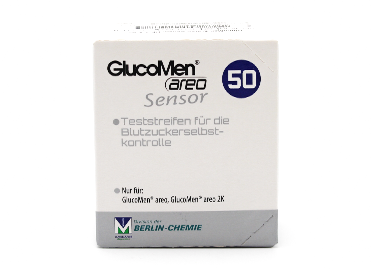 GlucoMen®
areo
Sensor
50
Teststreifen für die
Blutzuckerselbst-
kontrolle
Nur für:
GlucoMen® areo, GlucoMen® areo 2K
BERLIN-CHEMIE